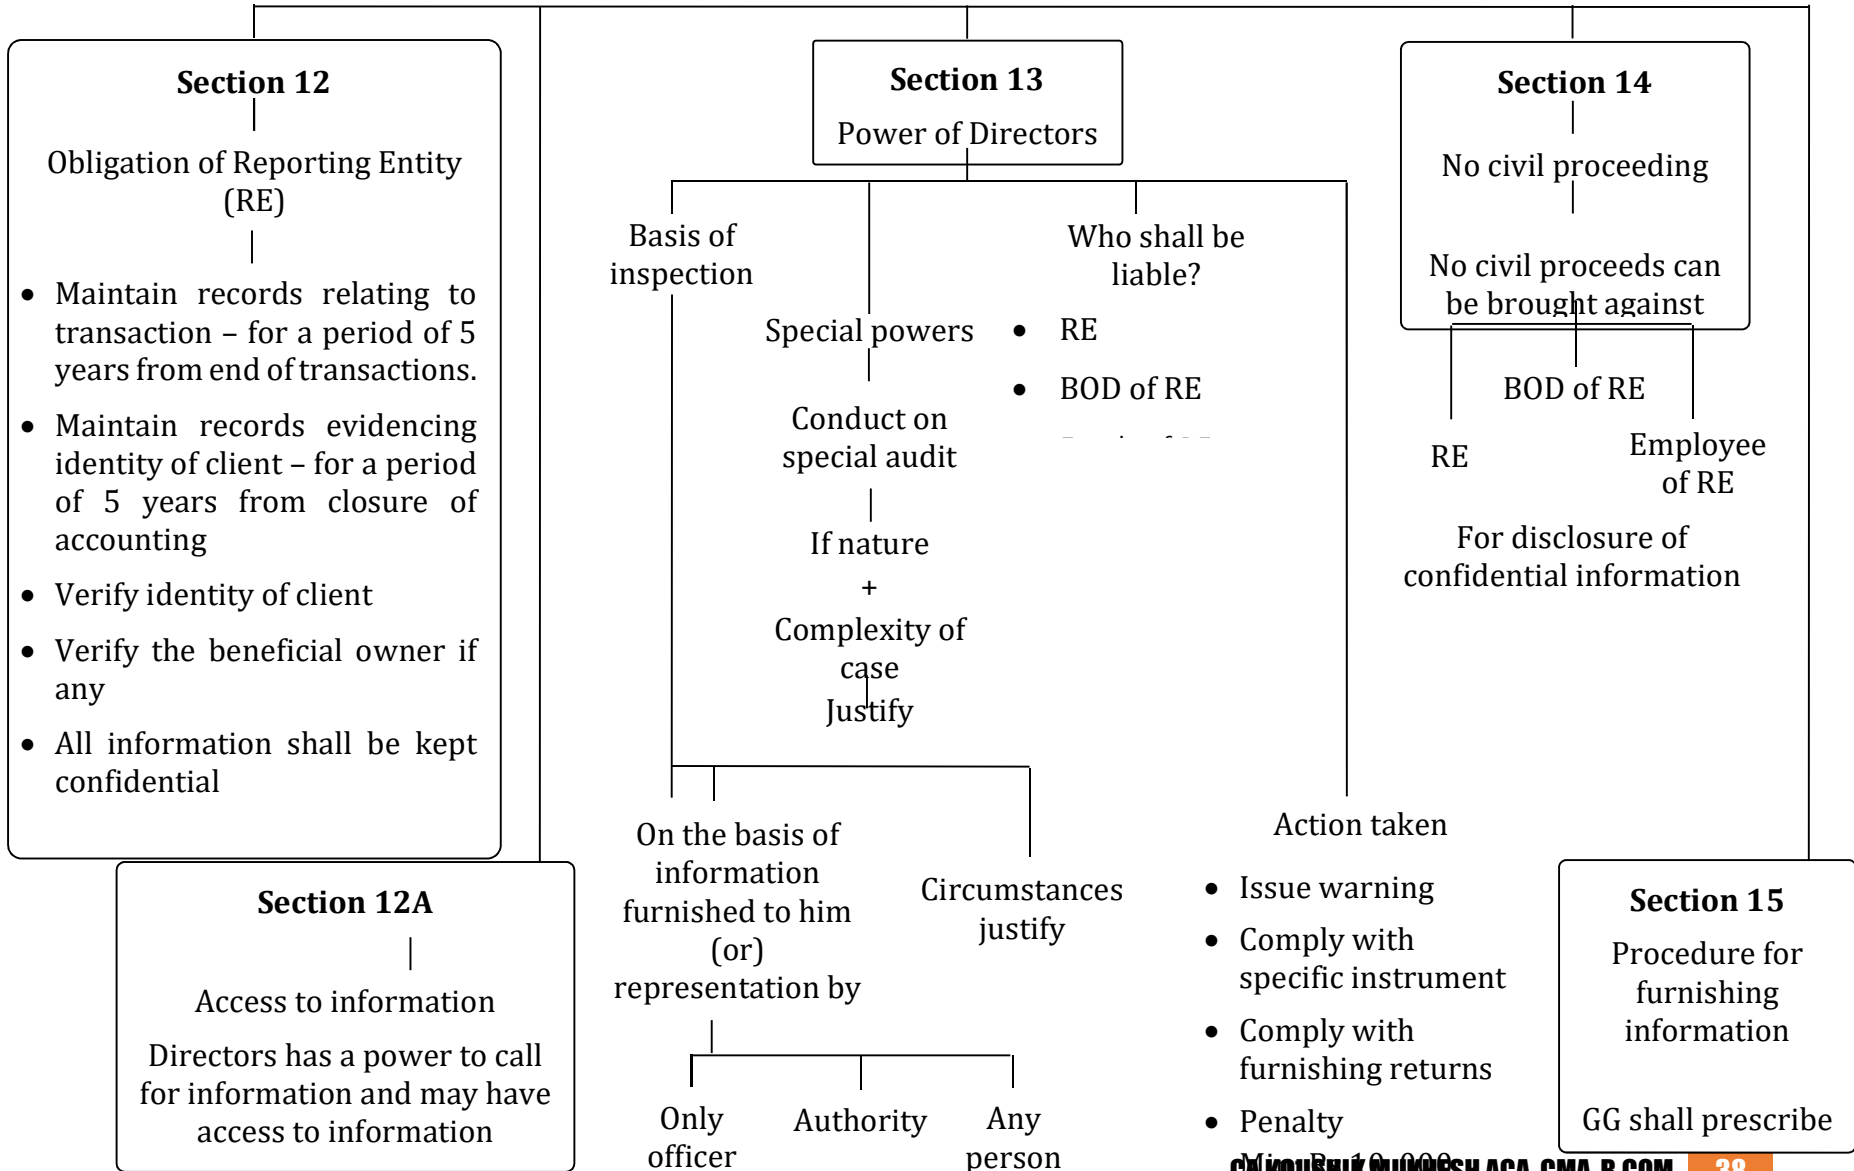 Section 12
Obligation of Reporting Entity
(RE)
• Maintain records relating to
transaction – for a period of 5
years from end of transactions.
• Maintain records evidencing
identity of client – for a period
of 5 years from closure of
accounting
• Verify identity of client
• Verify the beneficial owner if
any
• All information shall be kept
confidential
Section 12A
Access to information
Directors has a power to call
for information and may have
access to information
Section 13
Power of Directors
Basis of
inspection
On the basis of
information
furnished to him
(or)
representation by
Only
officer
Authority
Any
person
Circumstances
justify
Special powers
Conduct on
special audit
If nature
+
Complexity of
case
Justify
Who shall be
liable?
• RE
• BOD of RE
Action taken
• Issue warning
• Comply with
specific instrument
• Comply with
furnishing returns
• Penalty
Section 14
No civil proceeding
No civil proceeds can
be brought against
RE
BOD of RE
Employee
of RE
For disclosure of
confidential information
Section 15
Procedure for
furnishing
information
GG shall prescribe
CA KOUSHIK MUKHESH ACA, CMA, B.COM 38